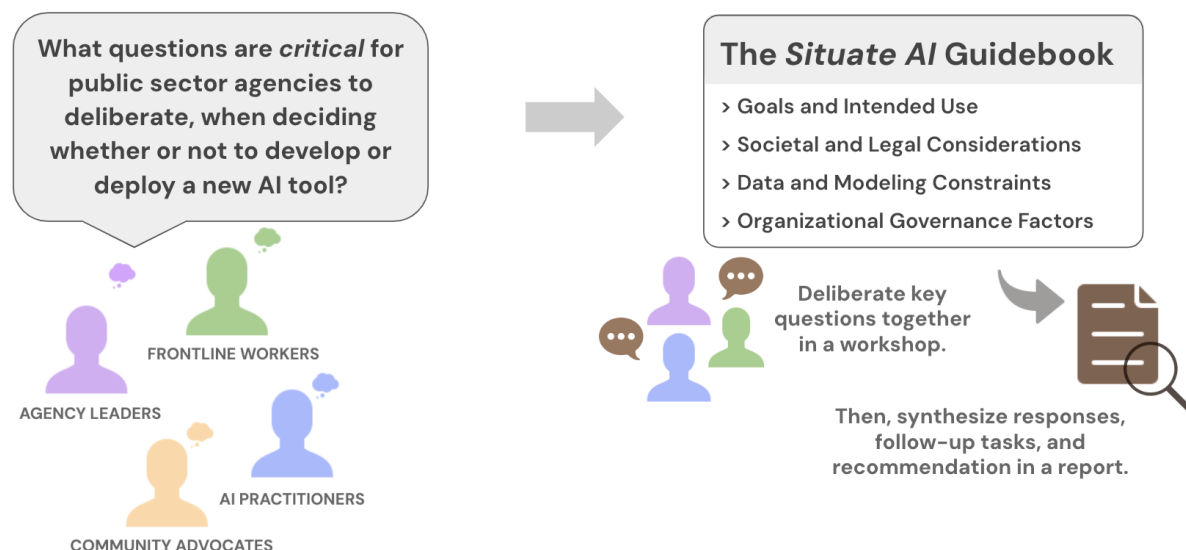 What questions are critical for
public sector agencies to
deliberate, when deciding
whether or not to develop or
deploy a new AI tool?
FRONTLINE WORKERS
AGENCY LEADERS
AI PRACTITIONERS
COMMUNITY ADVOCATES
The Situate AI Guidebook
> Goals and Intended Use
> Societal and Legal Considerations
> Data and Modeling Constraints
> Organizational Governance Factors
Deliberate key
questions together
in a workshop.
Then, synthesize responses,
follow-up tasks, and
recommendation in a report.